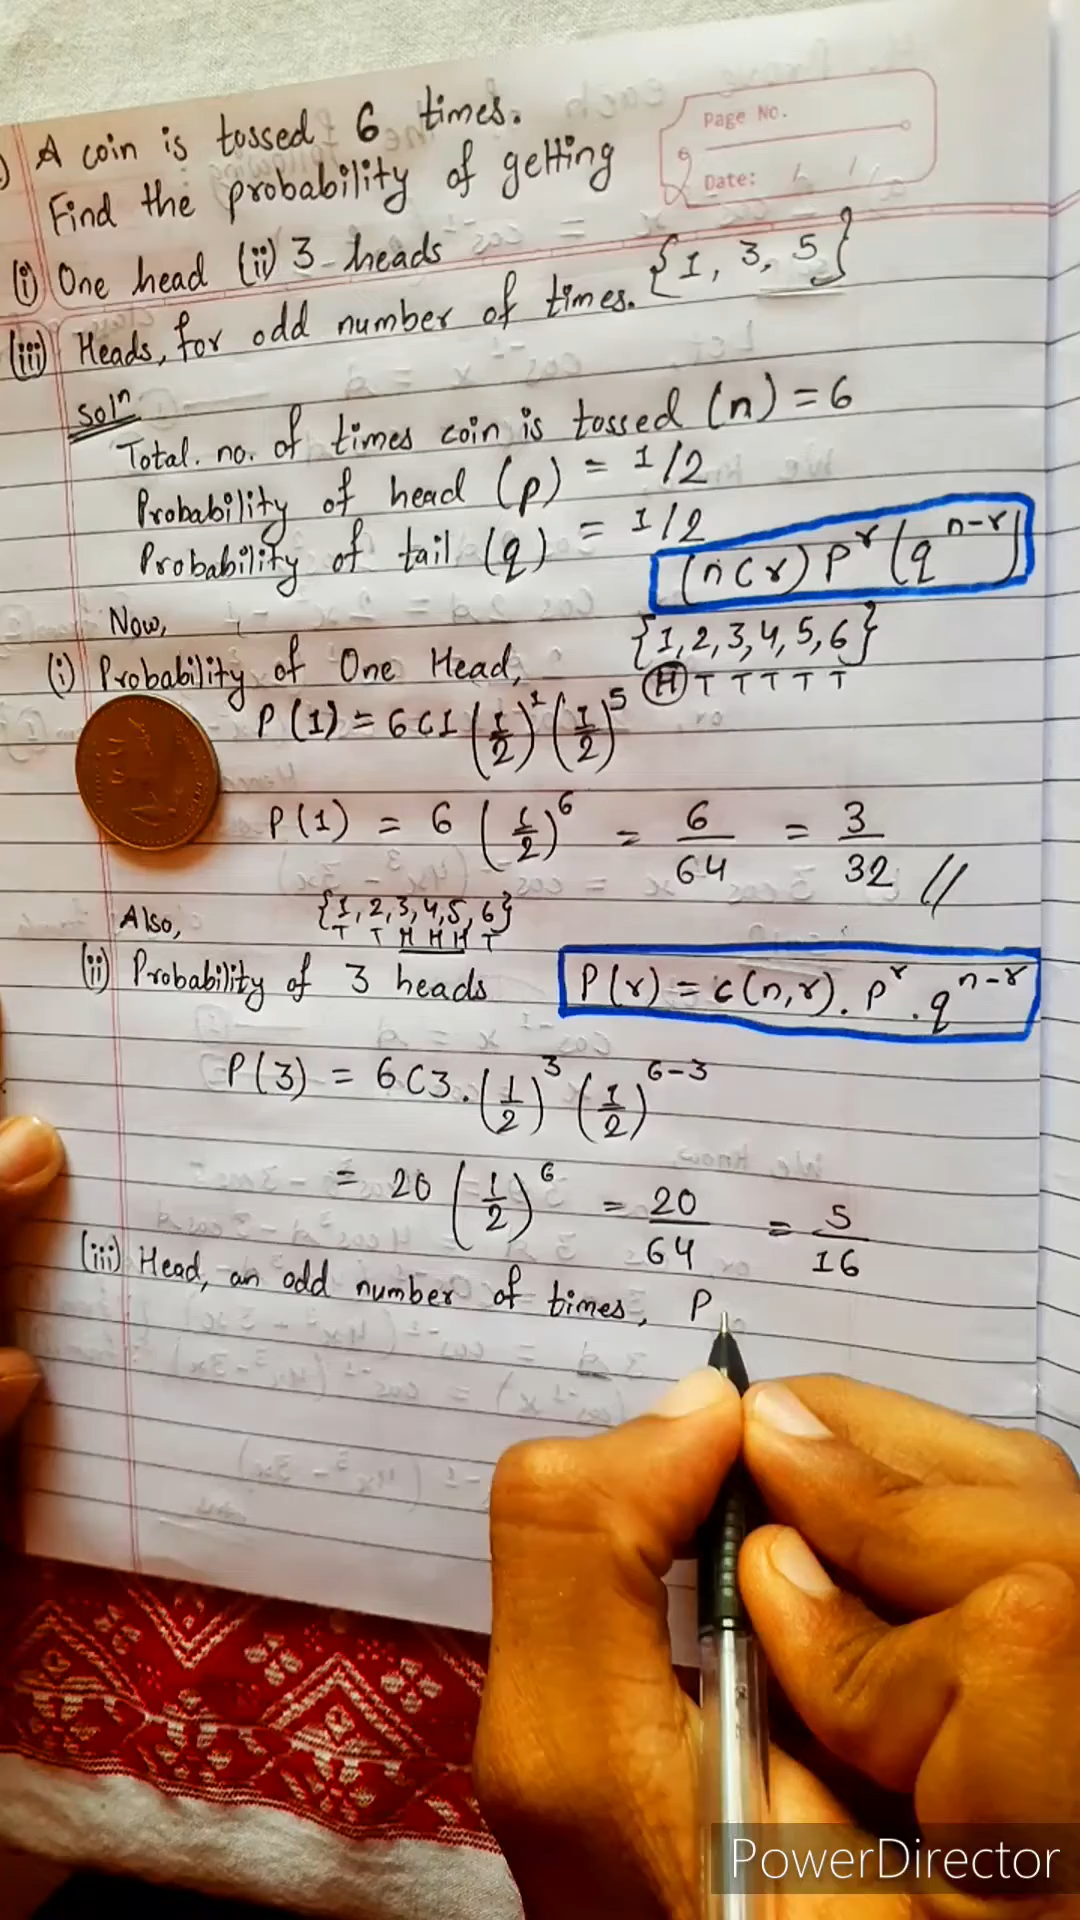 A coin is tossed 6 times.
Find the probability of getting
(i) One head (ii) 3 heads
(iii) Heads, for odd number of times. {1, 3, 5}
Page No.
Date:
Solⁿ
Total. no. of times coin is tossed (n) = 6
Probability of head (p) = 1/2
Probability of tail (q) = 1/2
(nCr) pʳ (qⁿ⁻ʳ)
Now,
{1,2,3,4,5,6}
(i) Probability of One Head,
H T T T T T
P(1) = 6C1 (1/2)¹ (1/2)⁵
P(1) = 6 (1/2)⁶ = 6/64 = 3/32 //
Also,
{1,2,3,4,5,6}
T T H H H T
(ii) Probability of 3 heads
P(r) = c(n,r). pʳ . qⁿ⁻ʳ
P(3) = 6C3. (1/2)³ (1/2)⁶⁻³
= 20 (1/2)⁶ = 20/64 = 5/16
(iii) Head, an odd number of times, P
PowerDirector